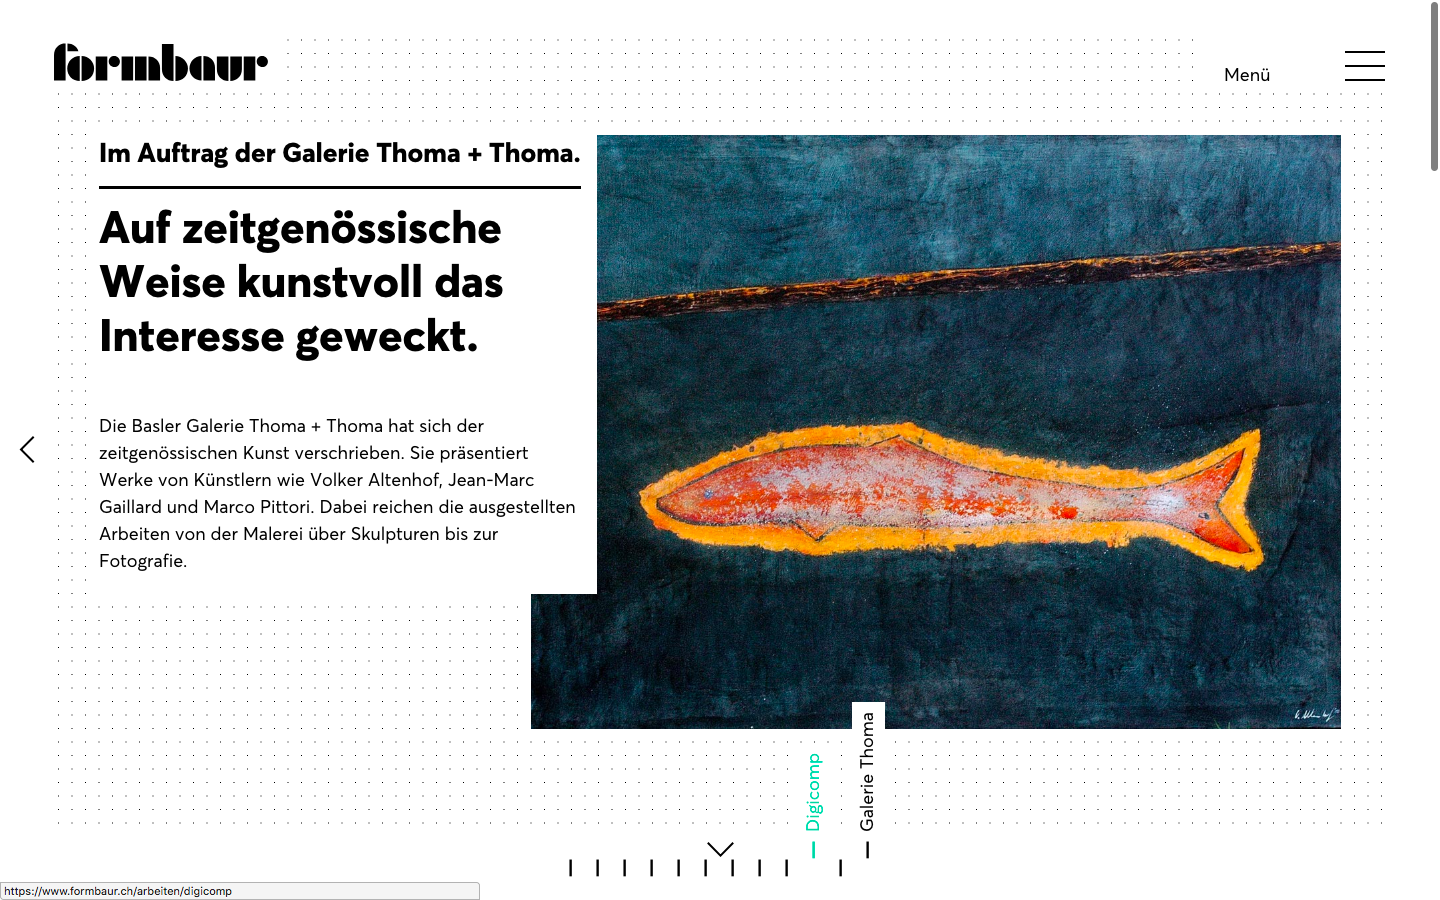 formbaur
Menü
Im Auftrag der Galerie Thoma + Thoma.
Auf zeitgenössische
Weise kunstvoll das
Interesse geweckt.
Die Basler Galerie Thoma + Thoma hat sich der
zeitgenössischen Kunst verschrieben. Sie präsentiert
Werke von Künstlern wie Volker Altenhof, Jean-Marc
Gaillard und Marco Pittori. Dabei reichen die ausgestellten
Arbeiten von der Malerei über Skulpturen bis zur
Fotografie.
Digicomp
Galerie Thoma
https://www.formbaur.ch/arbeiten/digicomp